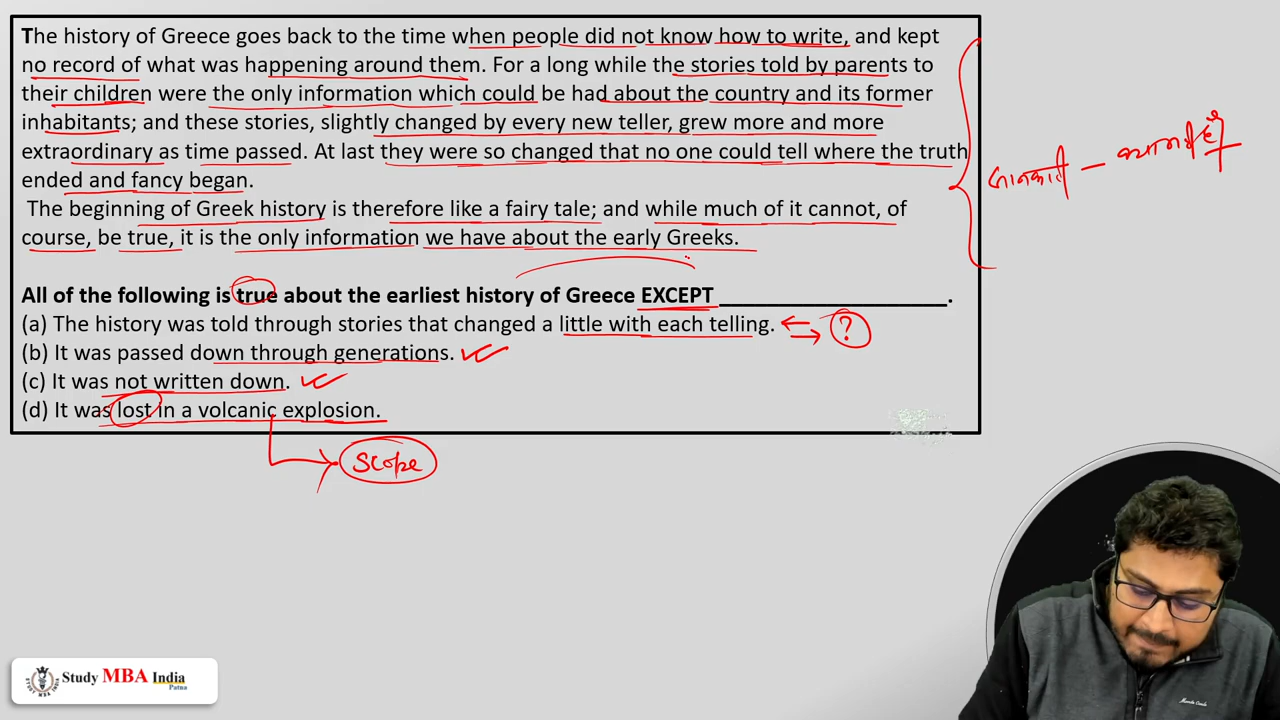 The history of Greece goes back to the time when people did not know how to write, and kept
no record of what was happening around them. For a long while the stories told by parents to
their children were the only information which could be had about the country and its former
inhabitants; and these stories, slightly changed by every new teller, grew more and more
extraordinary as time passed. At last they were so changed that no one could tell where the truth
ended and fancy began.
The beginning of Greek history is therefore like a fairy tale; and while much of it cannot, of
course, be true, it is the only information we have about the early Greeks.
All of the following is true about the earliest history of Greece EXCEPT ____________________.
(a) The history was told through stories that changed a little with each telling. ?
(b) It was passed down through generations.
(c) It was not written down.
(d) It was lost in a volcanic explosion.
Scope
जानकारी –
Study MBA India
Patna